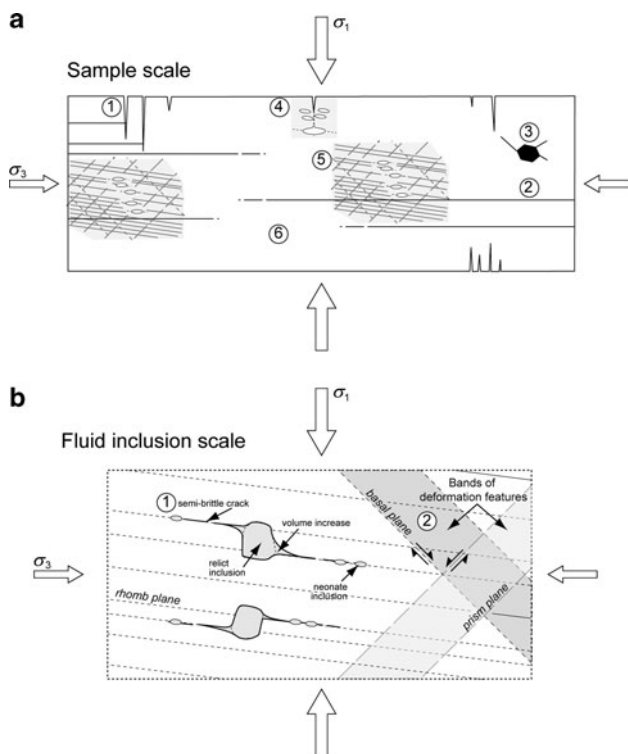 a
σ1
Sample scale
1
4
3
5
σ3
2
6
b
σ1
Fluid inclusion scale
Bands of
deformation features
basal plane
2
1
semi-brittle crack
volume increase
relict
inclusion
neonate
inclusion
σ3
rhomb plane
prism plane